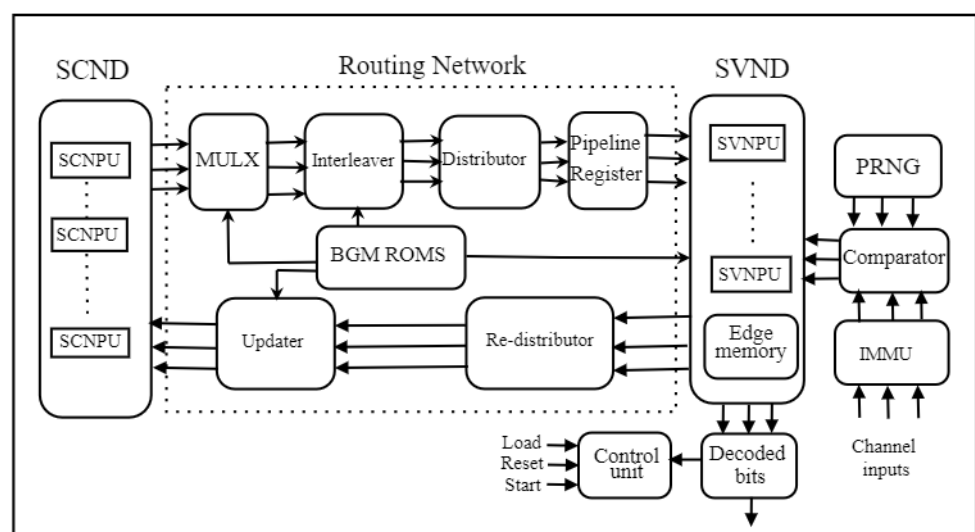 SCND
Routing Network
SVND
SCNPU
SCNPU
SCNPU
MULX
Interleaver
Distributor
Pipeline
Register
BGM ROMS
Updater
Re-distributor
SVNPU
SVNPU
Edge
memory
PRNG
Comparator
IMMU
Channel
inputs
Load
Reset
Start
Control
unit
Decoded
bits